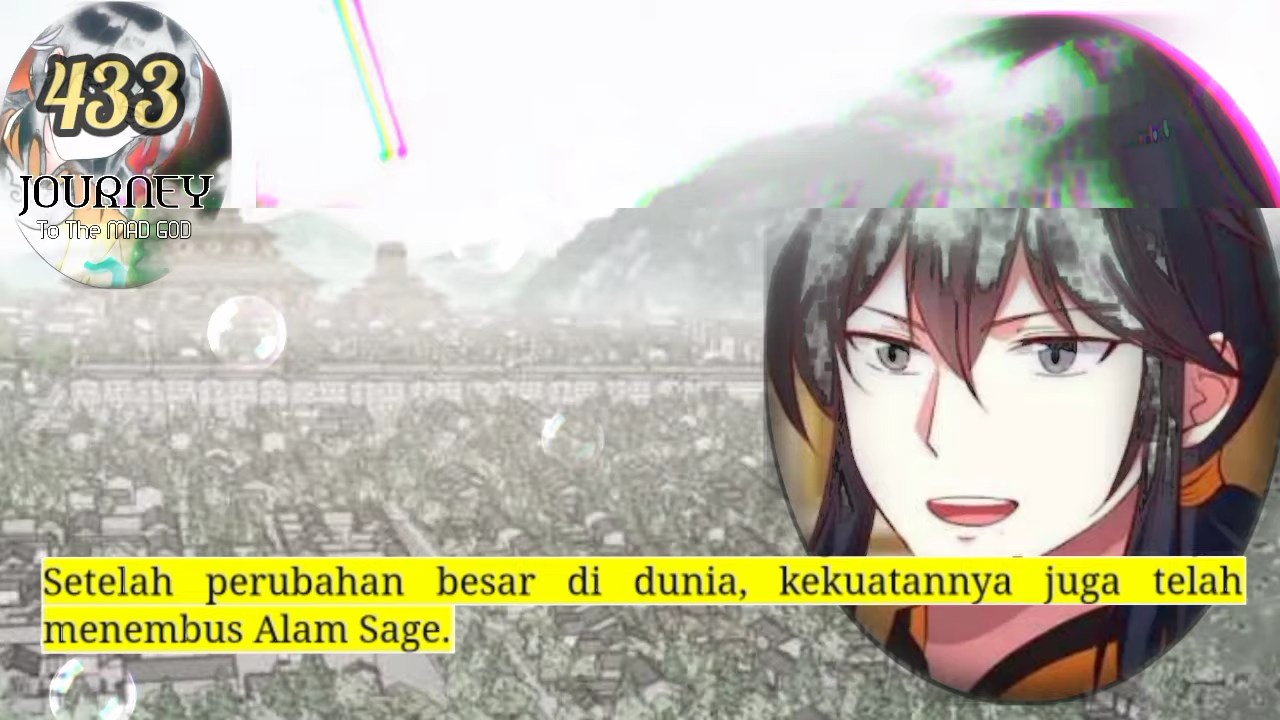 433
JOURNEY
To The MAD GOD
Setelah perubahan besar di dunia, kekuatannya juga telah
menembus Alam Sage.